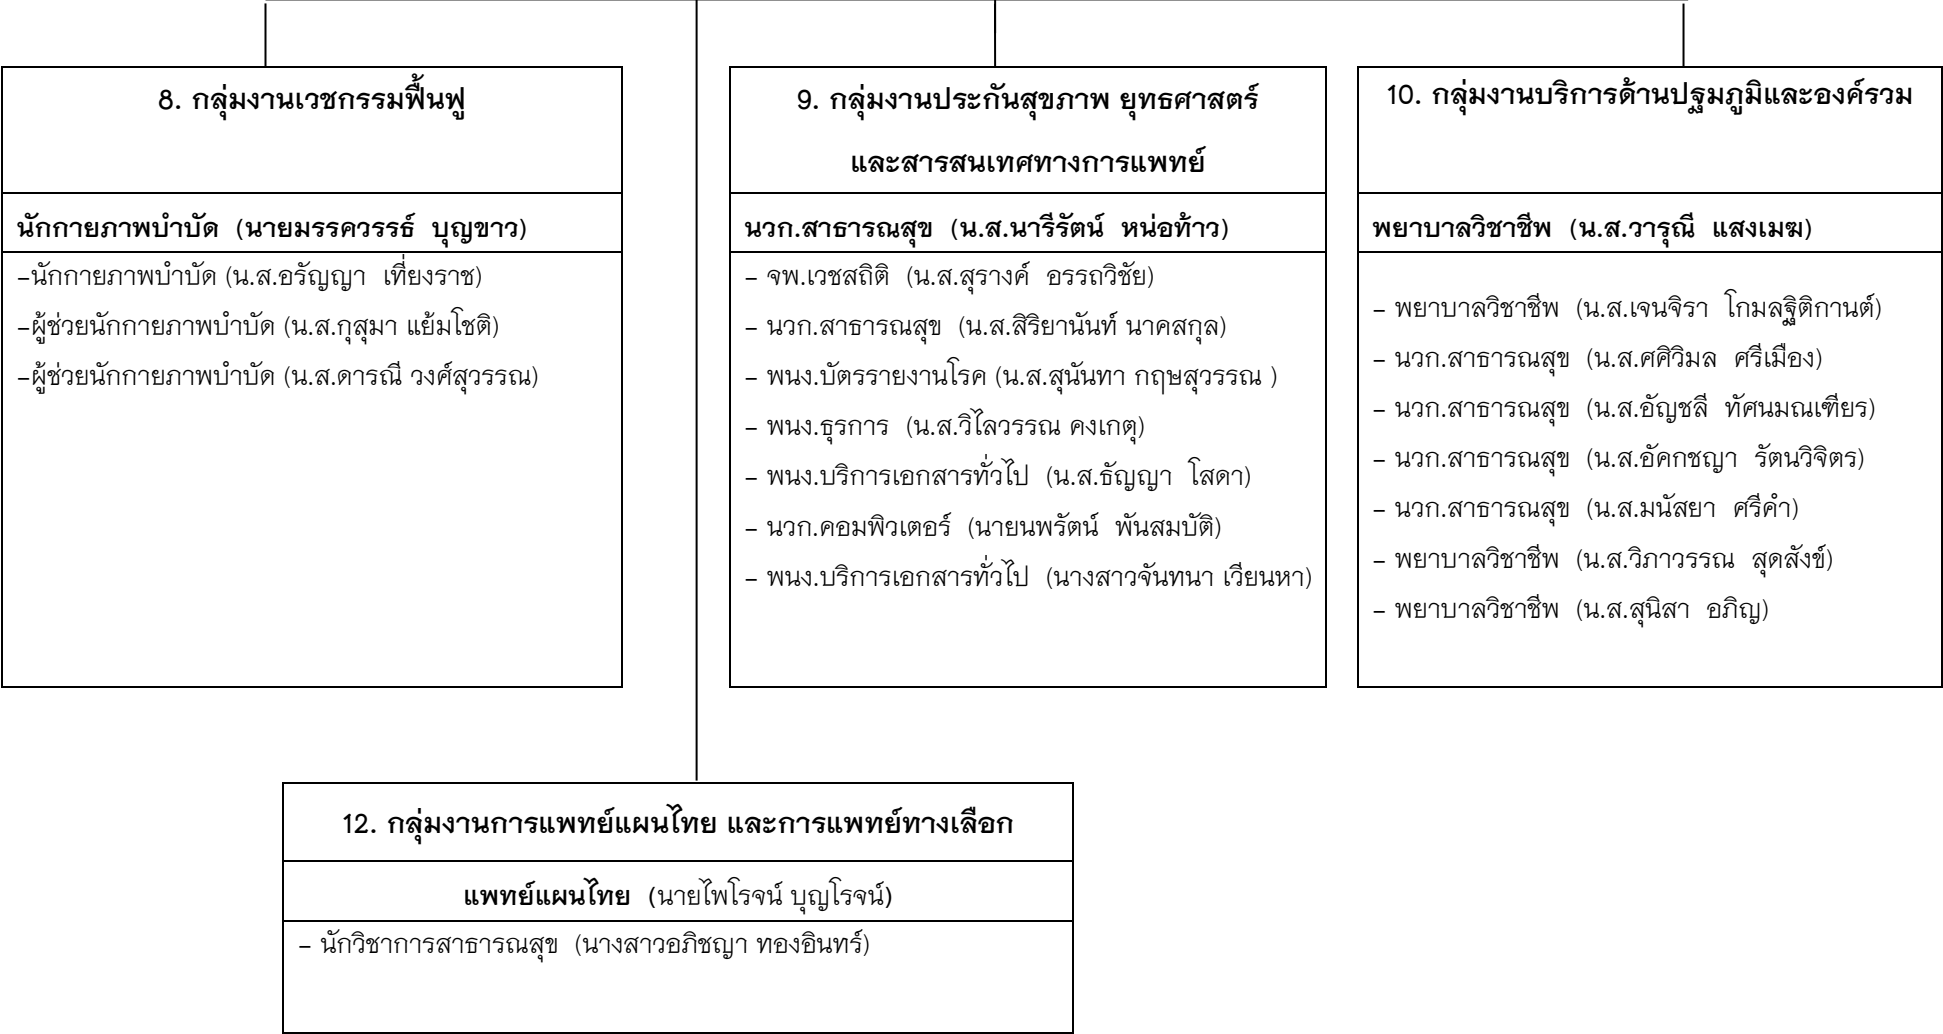 8. กลุ่มงานเวชกรรมฟื้นฟู
นักกายภาพบำบัด (นายมรรควรรธ์ บุญขาว)
-นักกายภาพบำบัด (น.ส.อรัญญา เที่ยงราช)
-ผู้ช่วยนักกายภาพบำบัด (น.ส.กุสุมา แย้มโชติ)
-ผู้ช่วยนักกายภาพบำบัด (น.ส.ดารณี วงศ์สุวรรณ)
9. กลุ่มงานประกันสุขภาพ ยุทธศาสตร์
และสารสนเทศทางการแพทย์
นวก.สาธารณสุข (น.ส.นารีรัตน์ หน่อท้าว)
- จพ.เวชสถิติ (น.ส.สุรางค์ อรรถวิชัย)
- นวก.สาธารณสุข (น.ส.สิริยานันท์ นาคสกุล)
- พนง.บัตรรายงานโรค (น.ส.สุนันทา กฤษสุวรรณ )
- พนง.ธุรการ (น.ส.วิไลวรรณ คงเกตุ)
- พนง.บริการเอกสารทั่วไป (น.ส.ธัญญา โสดา)
- นวก.คอมพิวเตอร์ (นายนพรัตน์ พันสมบัติ)
- พนง.บริการเอกสารทั่วไป (นางสาวจันทนา เวียนหา)
10. กลุ่มงานบริการด้านปฐมภูมิและองค์รวม
พยาบาลวิชาชีพ (น.ส.วารุณี แสงเมฆ)
- พยาบาลวิชาชีพ (น.ส.เจนจิรา โกมลฐิติกานต์)
- นวก.สาธารณสุข (น.ส.ศศิวิมล ศรีเมือง)
- นวก.สาธารณสุข (น.ส.อัญชลี ทัศนมณเฑียร)
- นวก.สาธารณสุข (น.ส.อัคกชญา รัตนวิจิตร)
- นวก.สาธารณสุข (น.ส.มนัสยา ศรีคำ)
- พยาบาลวิชาชีพ (น.ส.วิภาวรรณ สุดสังข์)
- พยาบาลวิชาชีพ (น.ส.สุนิสา อภิญ)
12. กลุ่มงานการแพทย์แผนไทย และการแพทย์ทางเลือก
แพทย์แผนไทย (นายไพโรจน์ บุญโรจน์)
- นักวิชาการสาธารณสุข (นางสาวอภิชญา ทองอินทร์)